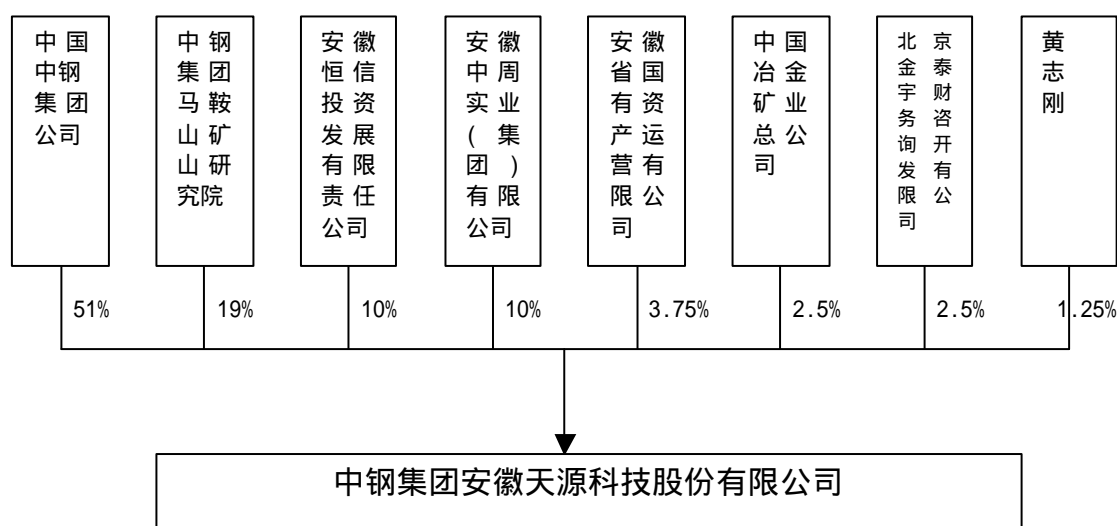 中国
中钢
集团
公司
中钢
集团
马鞍
山矿
山研
究院
安徽
恒信
投资
发展
有限
责任
公司
安徽
中周
实业
(集
团)
有限
公司
安徽
省国
有资
产运
营有
限公
司
中国
冶金
矿业
总公
司
北京
金泰
宇财
务咨
询开
发有
限公
司
黄
志
刚
51%
19%
10%
10%
3.75%
2.5%
2.5%
1.25%
中钢集团安徽天源科技股份有限公司